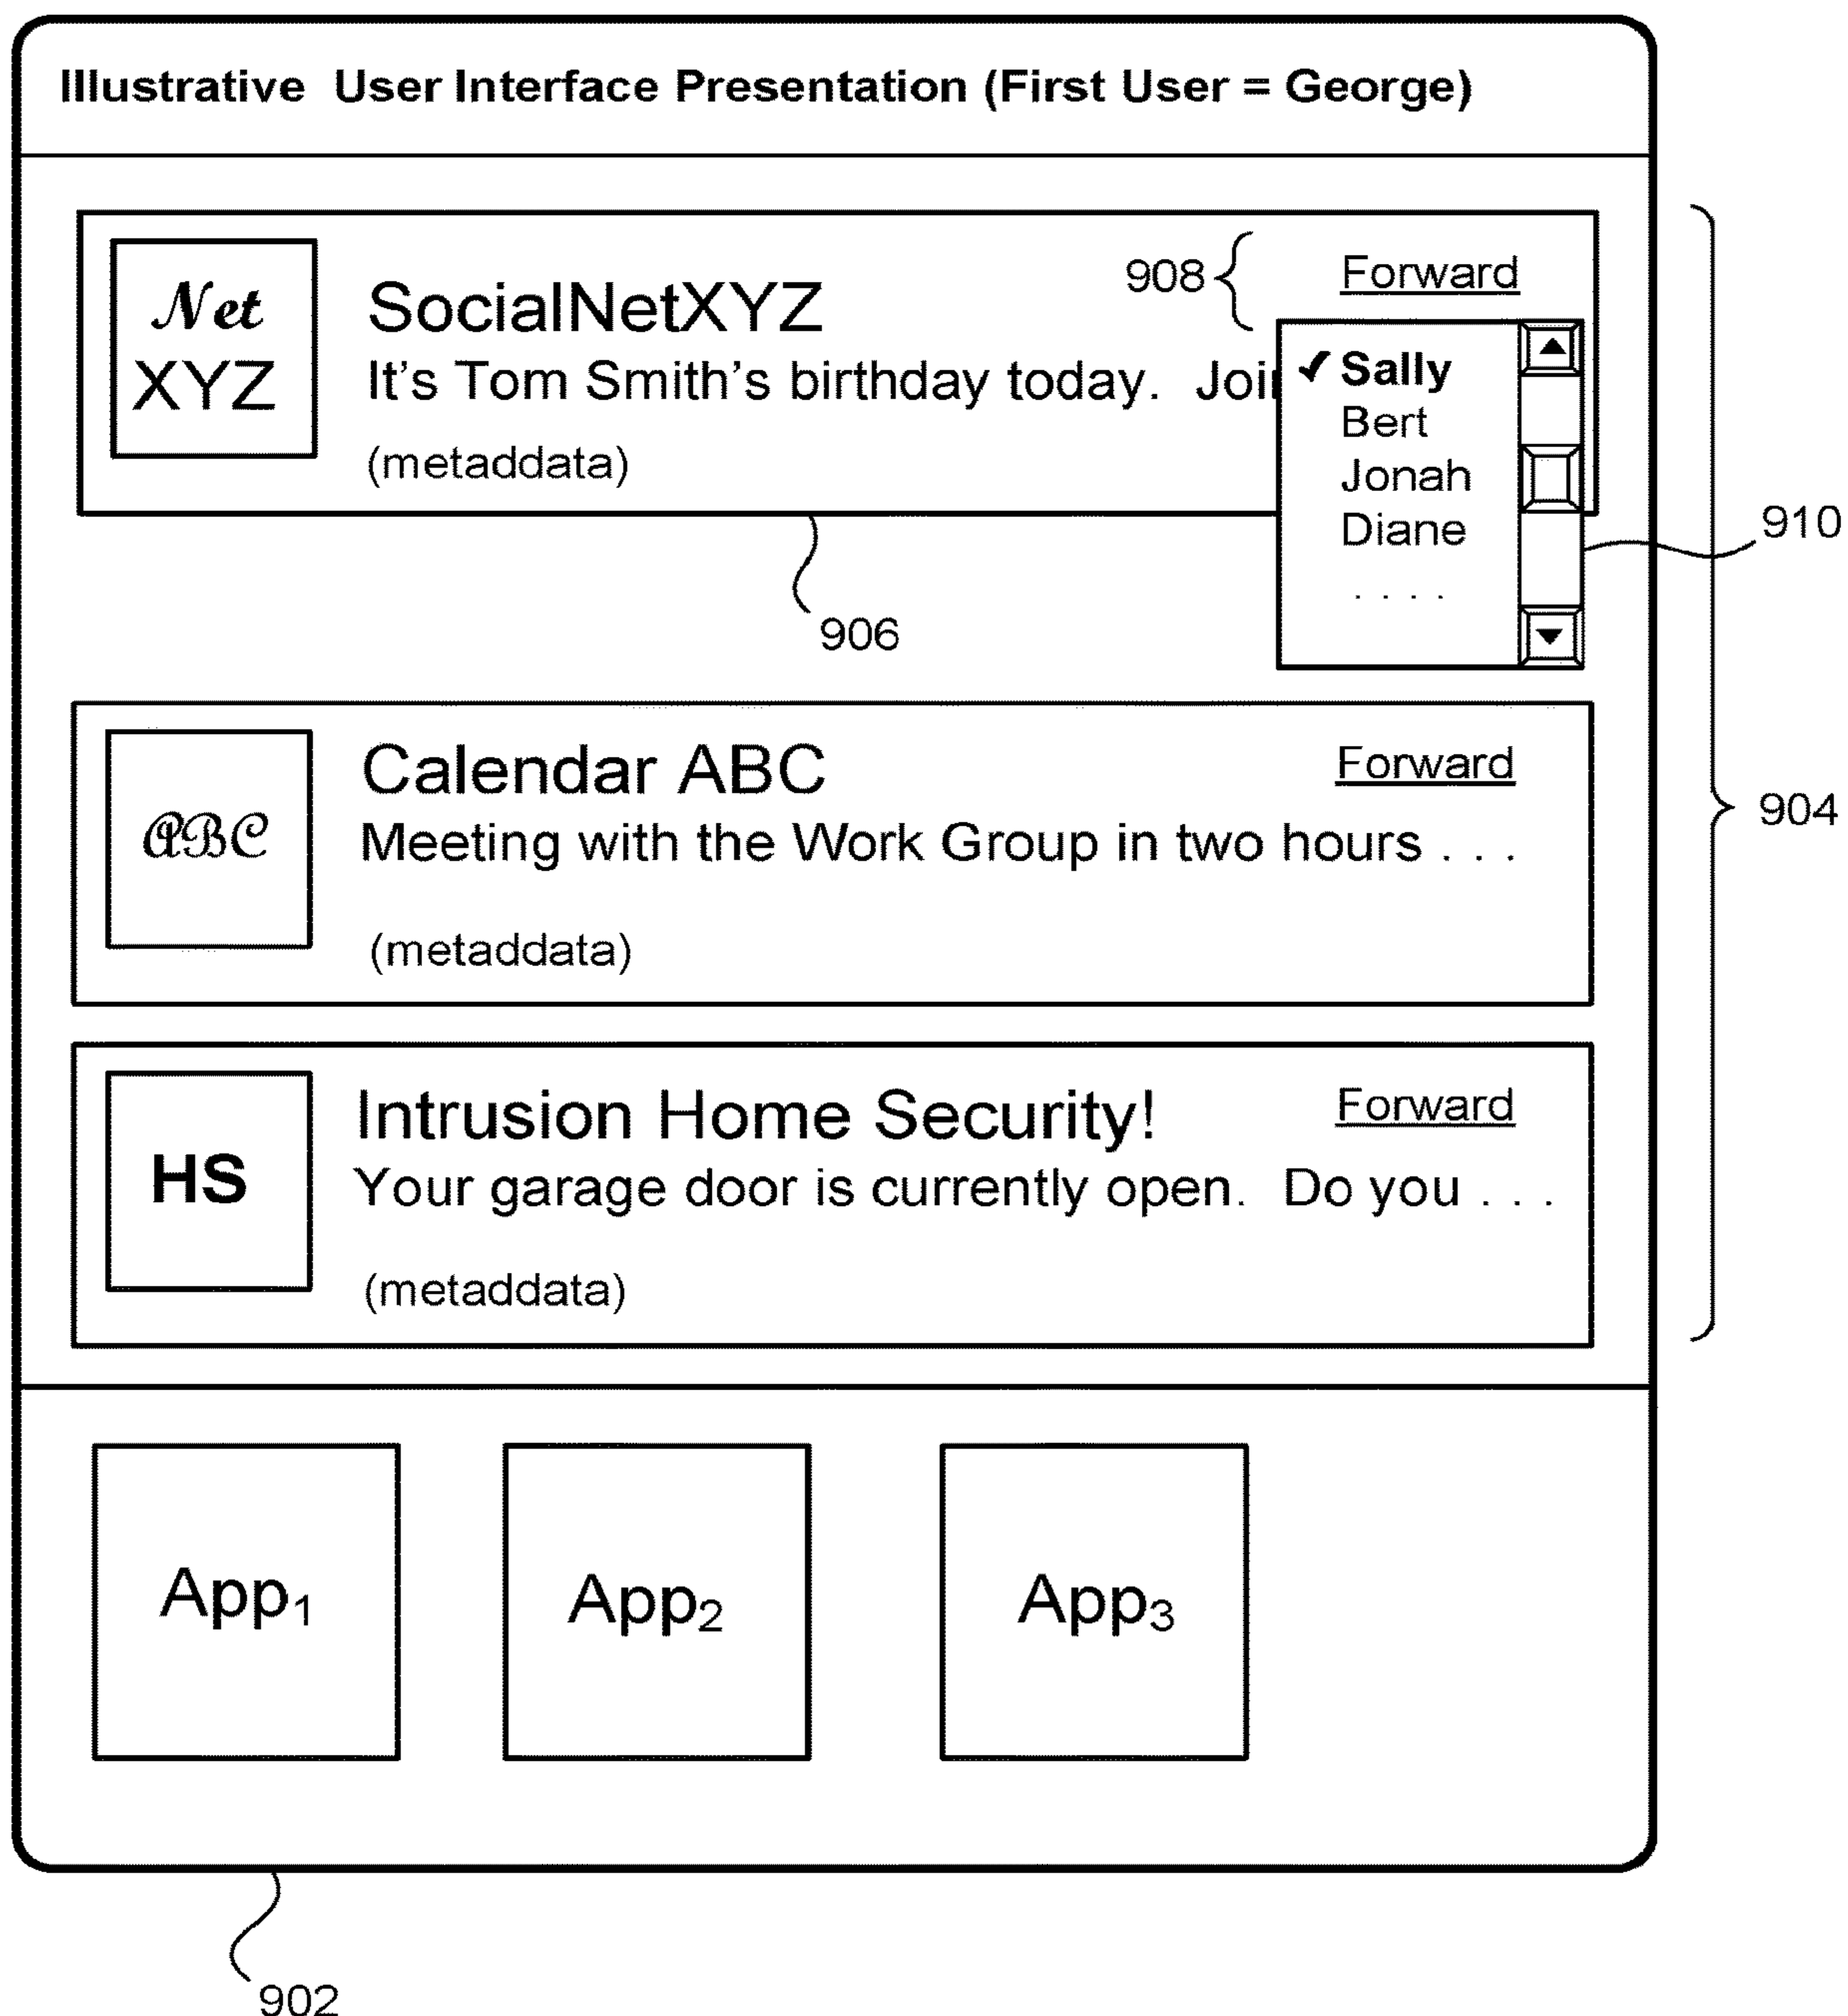 Illustrative User Interface Presentation (First User = George)
Net
XYZ
SocialNetXYZ
It's Tom Smith's birthday today. Joi
(metaddata)
908
Forward
✓ Sally
Bert
Jonah
Diane
. . . .
910
906
904
ABC
Calendar ABC
Forward
Meeting with the Work Group in two hours . . .
(metaddata)
HS
Intrusion Home Security!
Forward
Your garage door is currently open. Do you . . .
(metaddata)
App₁
App₂
App₃
902